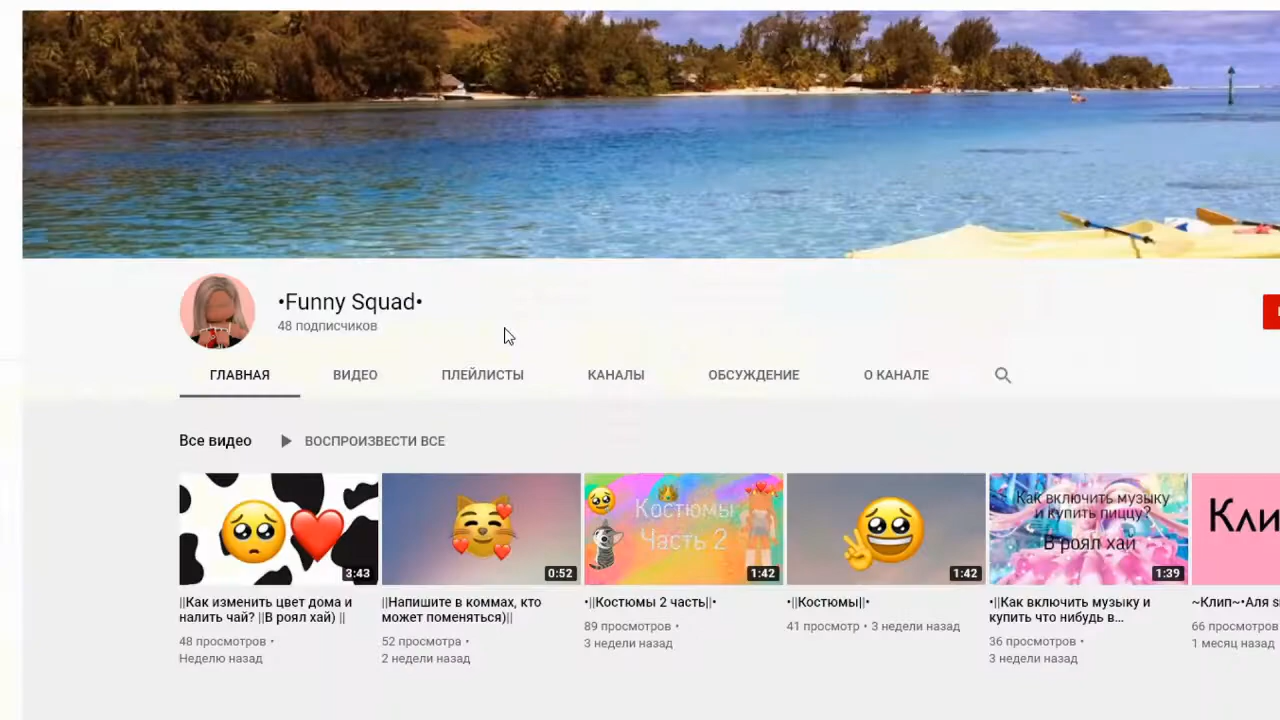 •Funny Squad•
48 подписчиков
ГЛАВНАЯ ВИДЕО ПЛЕЙЛИСТЫ КАНАЛЫ ОБСУЖДЕНИЕ О КАНАЛЕ
Все видео ВОСПРОИЗВЕСТИ ВСЕ
3:43
0:52
Костюмы
Часть 2
1:42
1:42
Как включить музыку
и купить пиццу?
В роял хай
1:39
Кли
||Как изменить цвет дома и
налить чай? ||В роял хай) ||
48 просмотров •
Неделю назад
||Напишите в коммах, кто
может поменяться)||
52 просмотра •
2 недели назад
•||Костюмы 2 часть||•
89 просмотров •
3 недели назад
•||Костюмы||•
41 просмотр • 3 недели назад
•||Как включить музыку и
купить что нибудь в...
36 просмотров •
3 недели назад
~Клип~•Аля s
66 просмотров
1 месяц назад